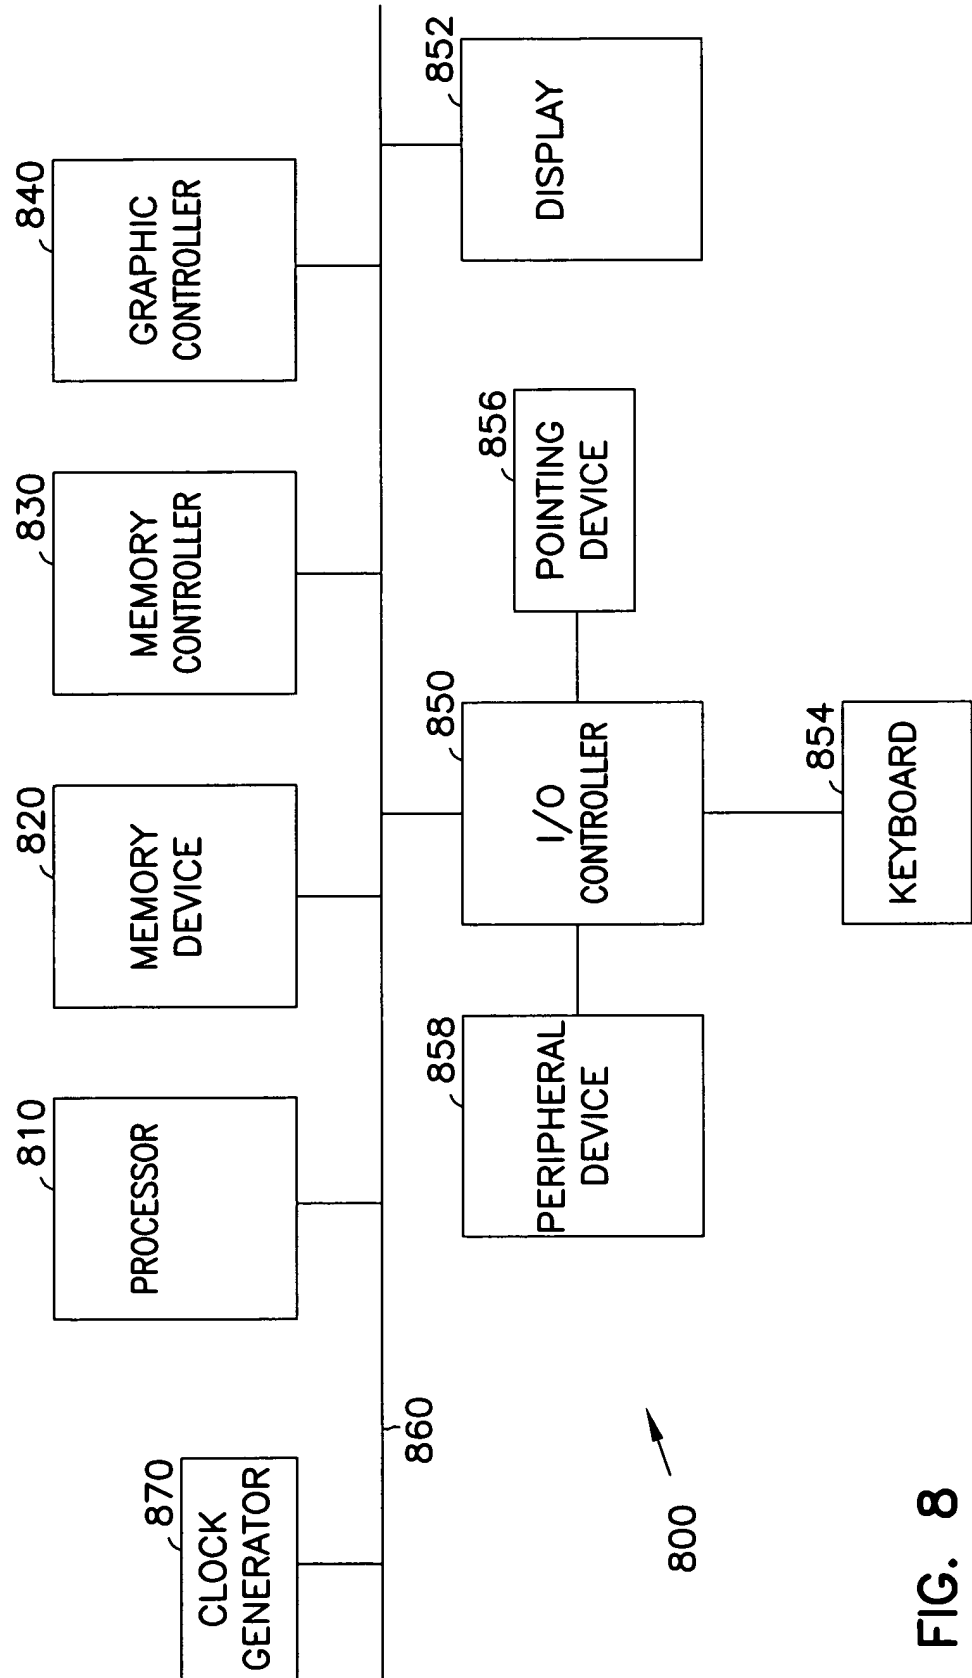 870
CLOCK
GENERATOR
810
PROCESSOR
820
MEMORY
DEVICE
830
MEMORY
CONTROLLER
840
GRAPHIC
CONTROLLER
860
858
PERIPHERAL
DEVICE
850
I/O
CONTROLLER
856
POINTING
DEVICE
852
DISPLAY
854
KEYBOARD
800
FIG. 8